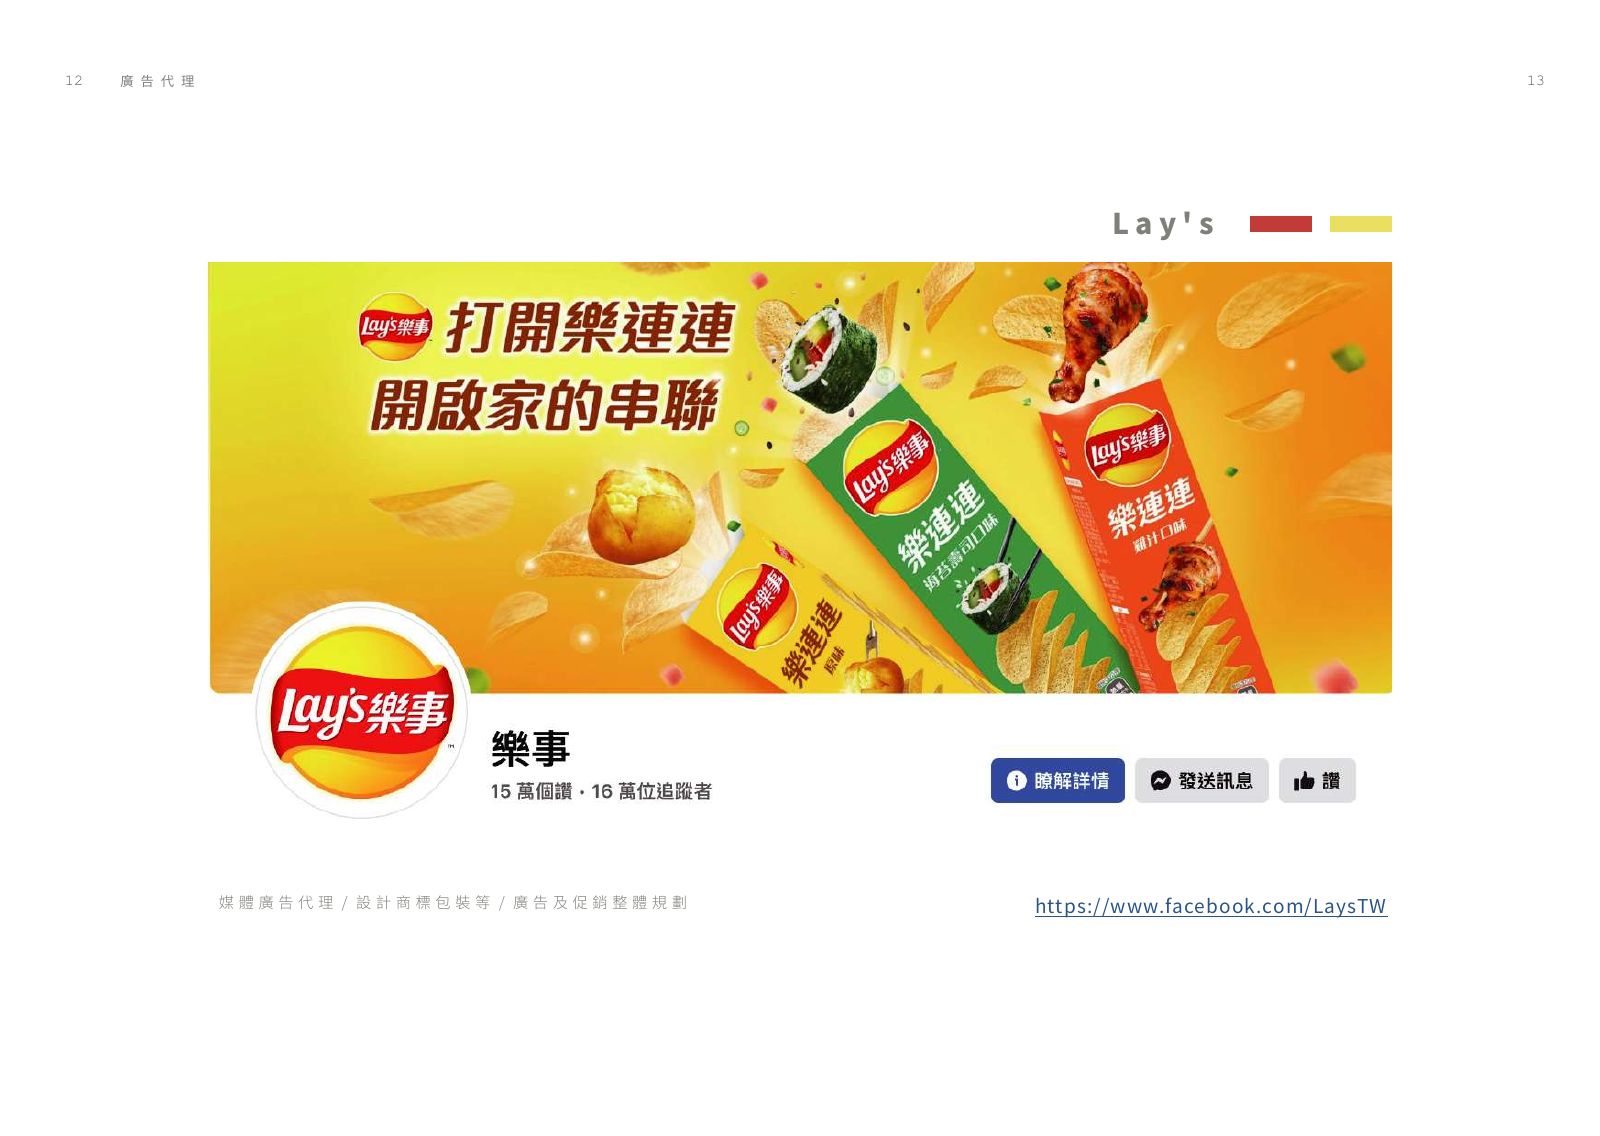 12 廣告代理
13
Lay's
Lay's樂事 打開樂連連
開啟家的串聯
Lay's樂事
樂連連
原味
Lay's樂事
樂連連
海苔壽司口味
Lay's樂事
樂連連
雞汁口味
Lay's樂事
TM
樂事
15 萬個讚 · 16 萬位追蹤者
瞭解詳情
發送訊息
讚
媒體廣告代理 / 設計商標包裝等 / 廣告及促銷整體規劃
https://www.facebook.com/LaysTW